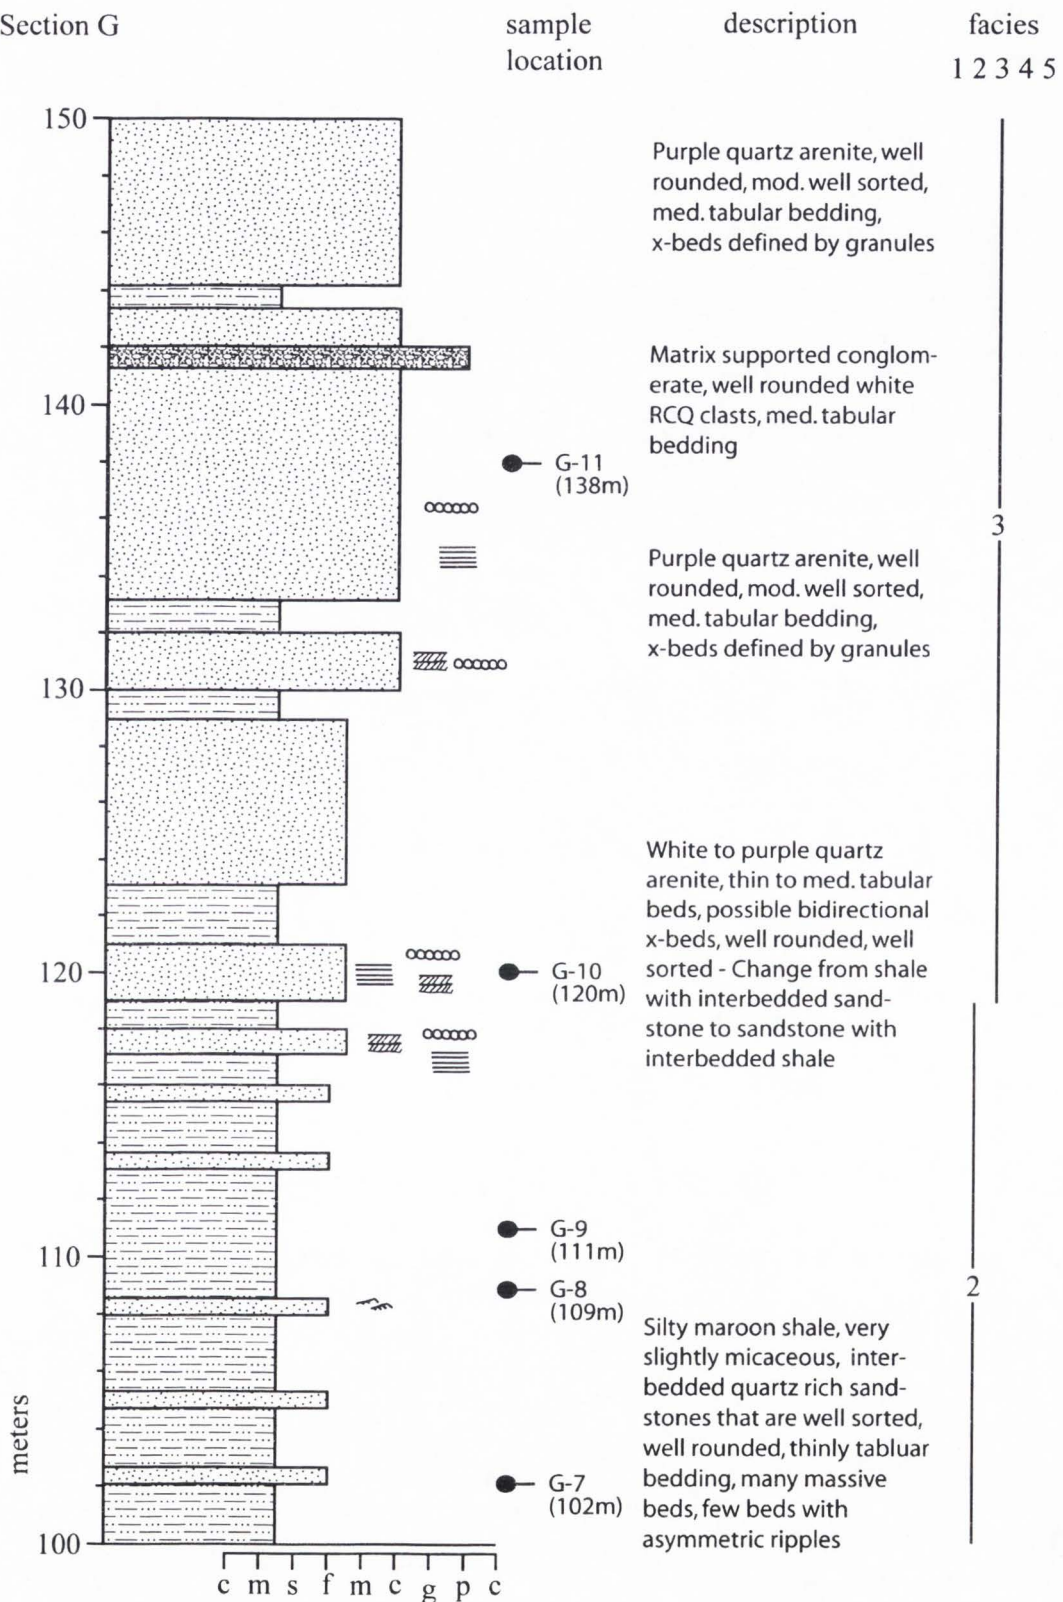 Section G
sample
location
description
facies
1 2 3 4 5
150
Purple quartz arenite, well
rounded, mod. well sorted,
med. tabular bedding,
x-beds defined by granules
Matrix supported conglom-
erate, well rounded white
RCQ clasts, med. tabular
bedding
140
G-11
(138m)
3
Purple quartz arenite, well
rounded, mod. well sorted,
med. tabular bedding,
x-beds defined by granules
130
White to purple quartz
arenite, thin to med. tabular
beds, possible bidirectional
x-beds, well rounded, well
sorted - Change from shale
with interbedded sand-
stone to sandstone with
interbedded shale
120
G-10
(120m)
G-9
(111m)
110
G-8
(109m)
2
Silty maroon shale, very
slightly micaceous, inter-
bedded quartz rich sand-
stones that are well sorted,
well rounded, thinly tabluar
bedding, many massive
beds, few beds with
asymmetric ripples
G-7
(102m)
meters
100
c m s f m c g p c